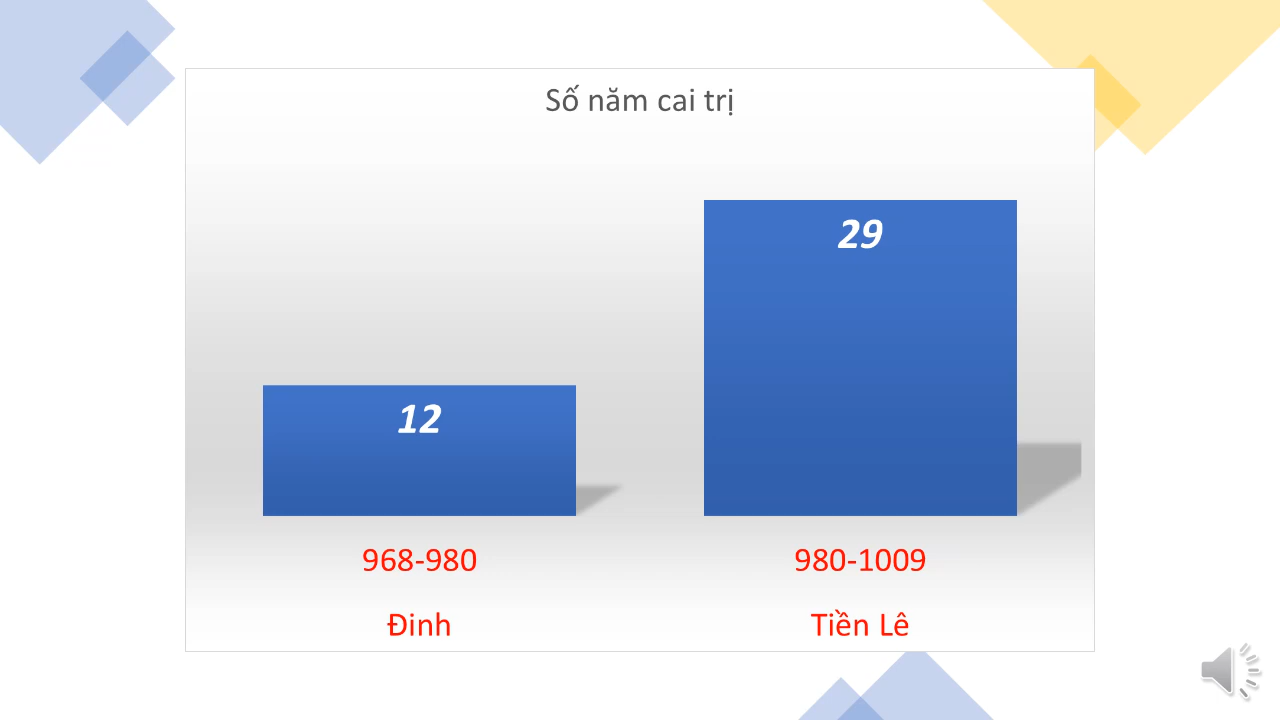 Số năm cai trị
29
12
968-980
980-1009
Đinh
Tiền Lê